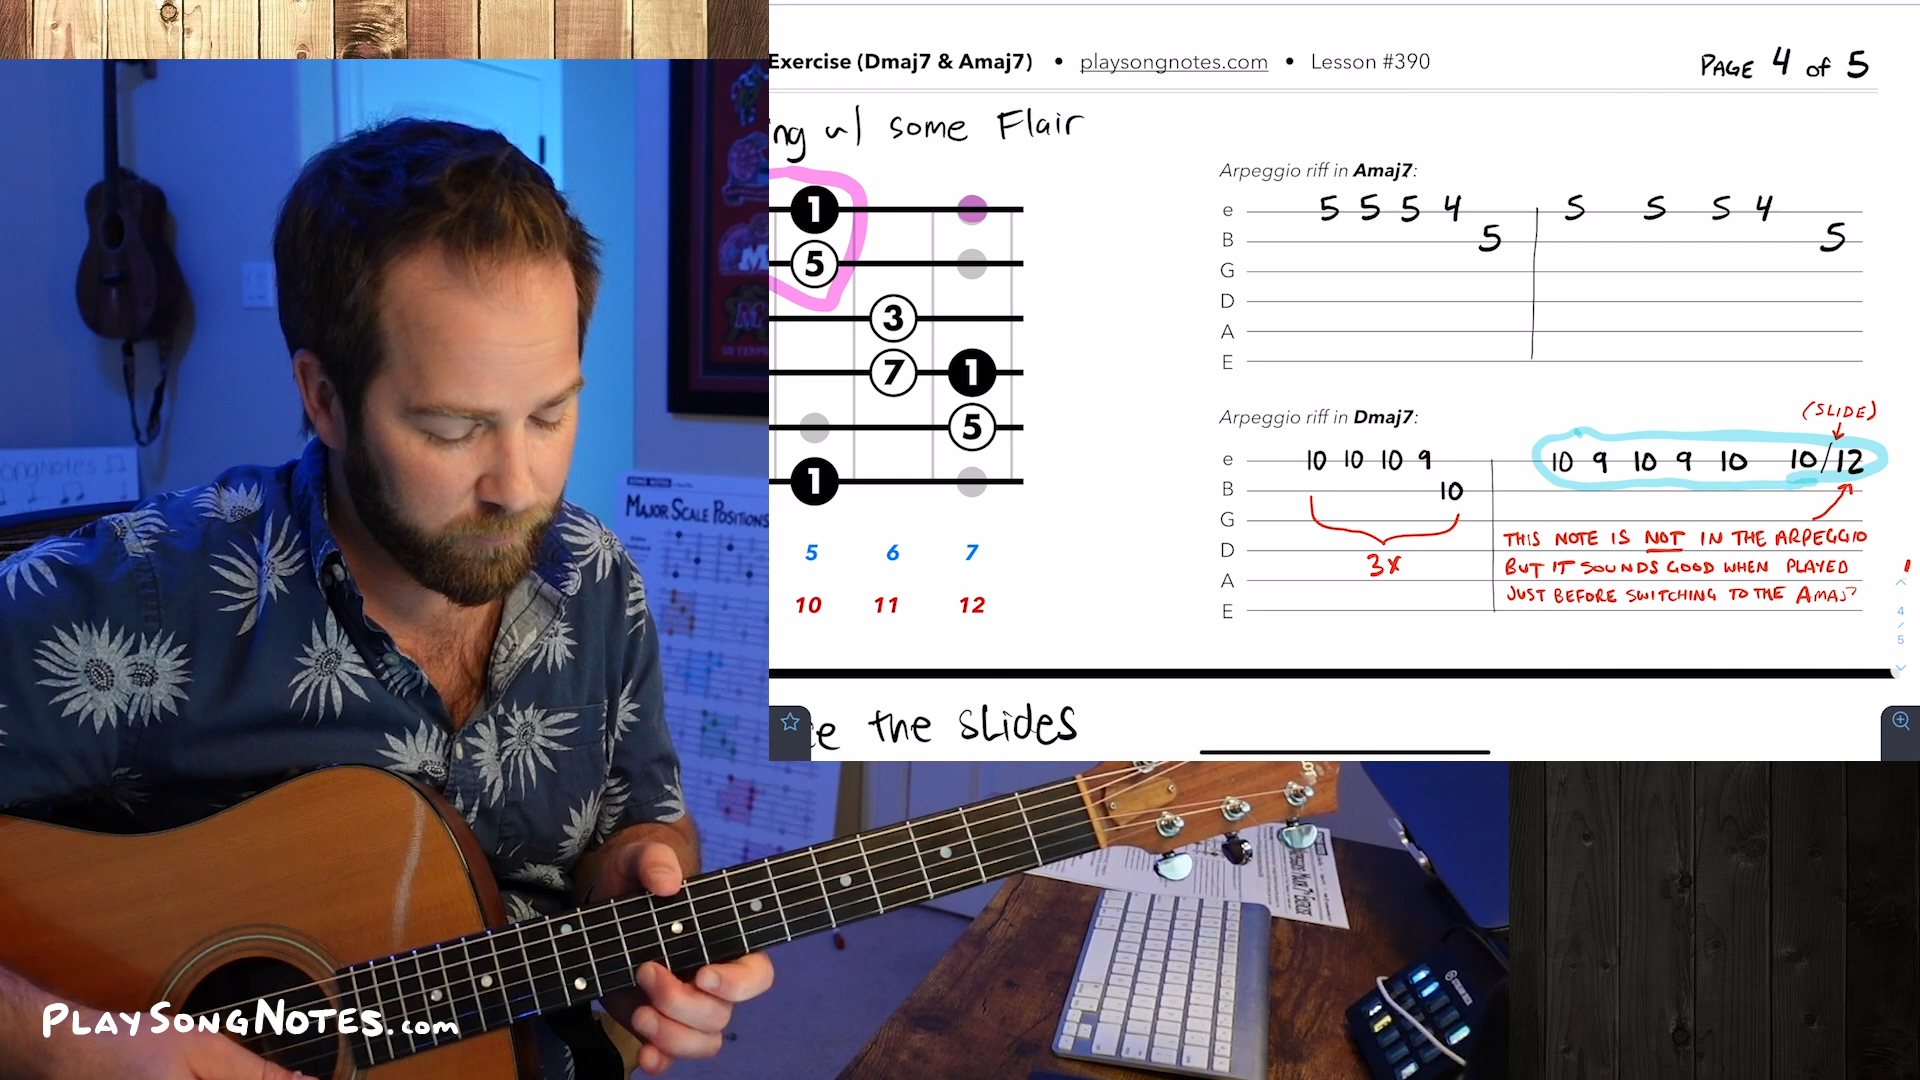 Exercise (Dmaj7 & Amaj7) • playsongnotes.com • Lesson #390
PAGE 4 of 5
w/ some Flair
1
5
3
7 1
5
1
5 6 7
10 11 12
Arpeggio riff in Amaj7:
e 5 5 5 4 5 5 5 4
B 5 5
G
D
A
E
Arpeggio riff in Dmaj7:
(SLIDE)
e 10 10 10 9 10 9 10 9 10 10/12
B 10
G
D
A
E
3x
THIS NOTE IS NOT IN THE ARPEGGIO
BUT IT SOUNDS GOOD WHEN PLAYED
JUST BEFORE SWITCHING TO THE AMAJ7
4
/
5
the slides
SongNotes
MAJOR SCALE POSITIONS
PLAYSONGNOTES.com